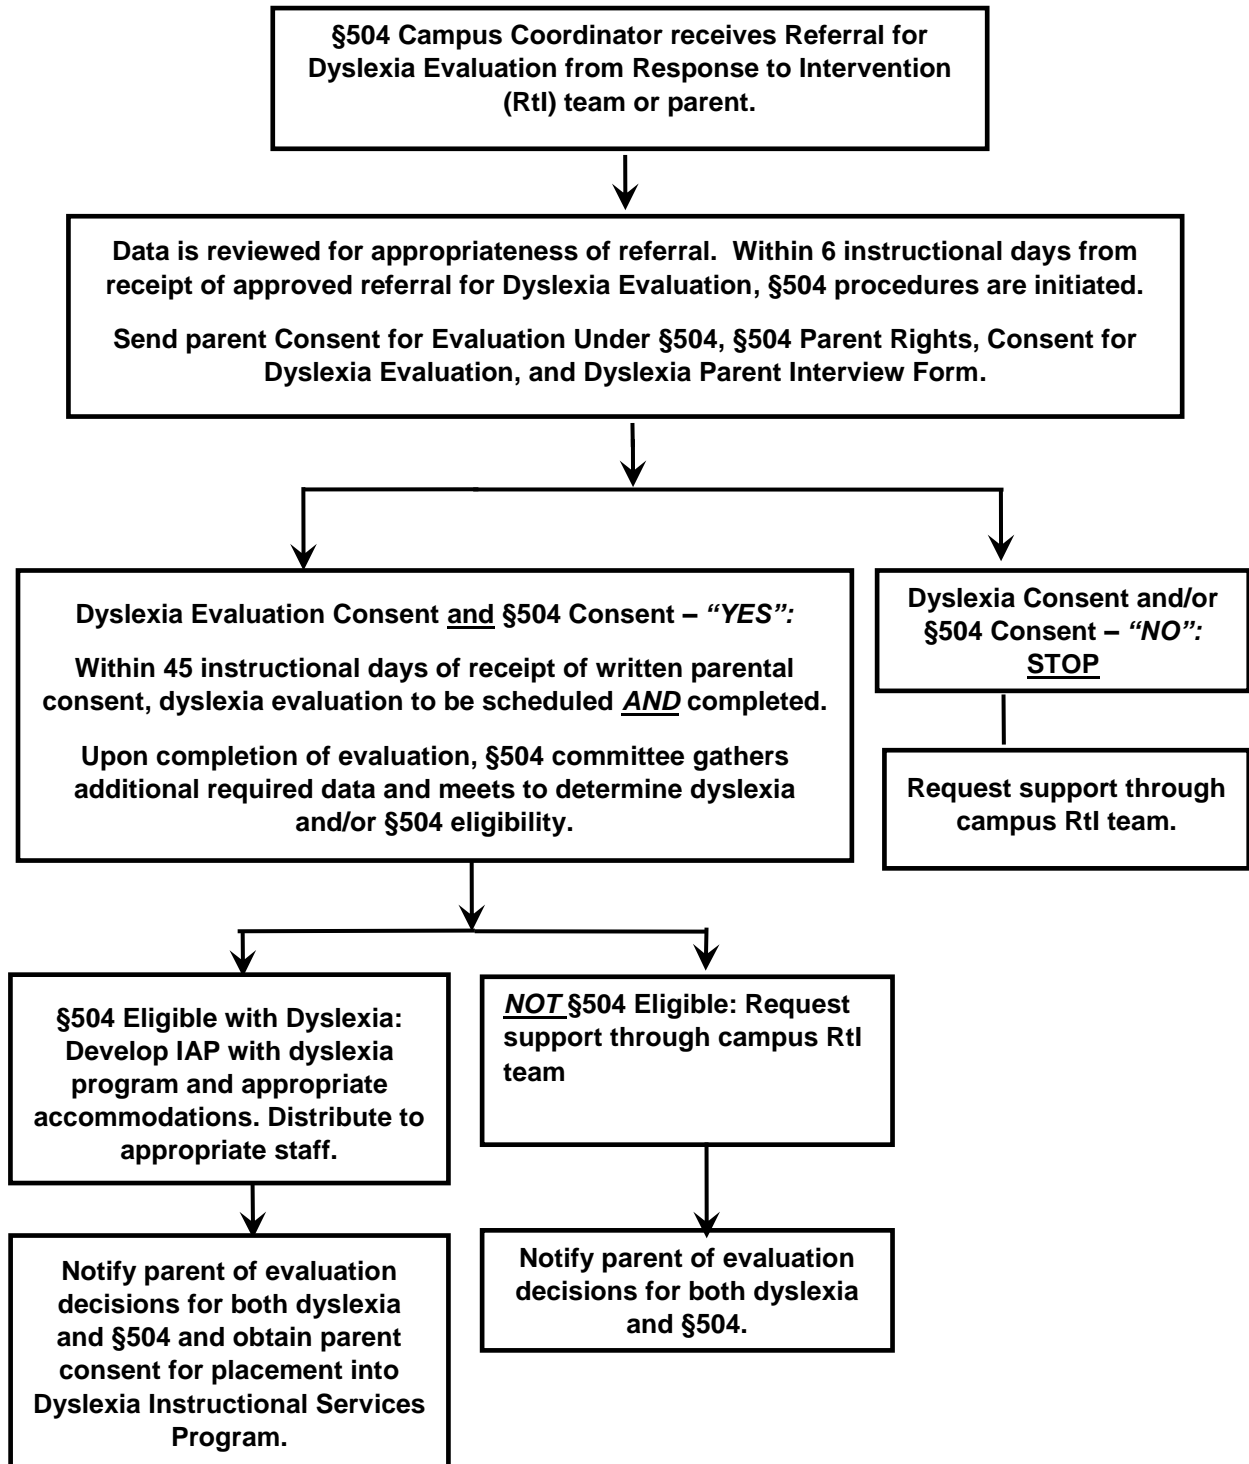 §504 Campus Coordinator receives Referral for
Dyslexia Evaluation from Response to Intervention
(RtI) team or parent.
Data is reviewed for appropriateness of referral.  Within 6 instructional days from
receipt of approved referral for Dyslexia Evaluation, §504 procedures are initiated.
Send parent Consent for Evaluation Under §504, §504 Parent Rights, Consent for
Dyslexia Evaluation, and Dyslexia Parent Interview Form.
Dyslexia Evaluation Consent and §504 Consent – “YES”:
Within 45 instructional days of receipt of written parental
consent, dyslexia evaluation to be scheduled AND completed.
Upon completion of evaluation, §504 committee gathers
additional required data and meets to determine dyslexia
and/or §504 eligibility.
Dyslexia Consent and/or
§504 Consent – “NO”:
STOP
Request support through
campus RtI team.
§504 Eligible with Dyslexia:
Develop IAP with dyslexia
program and appropriate
accommodations. Distribute to
appropriate staff.
NOT §504 Eligible: Request
support through campus RtI
team
Notify parent of evaluation
decisions for both dyslexia
and §504 and obtain parent
consent for placement into
Dyslexia Instructional Services
Program.
Notify parent of evaluation
decisions for both dyslexia
and §504.